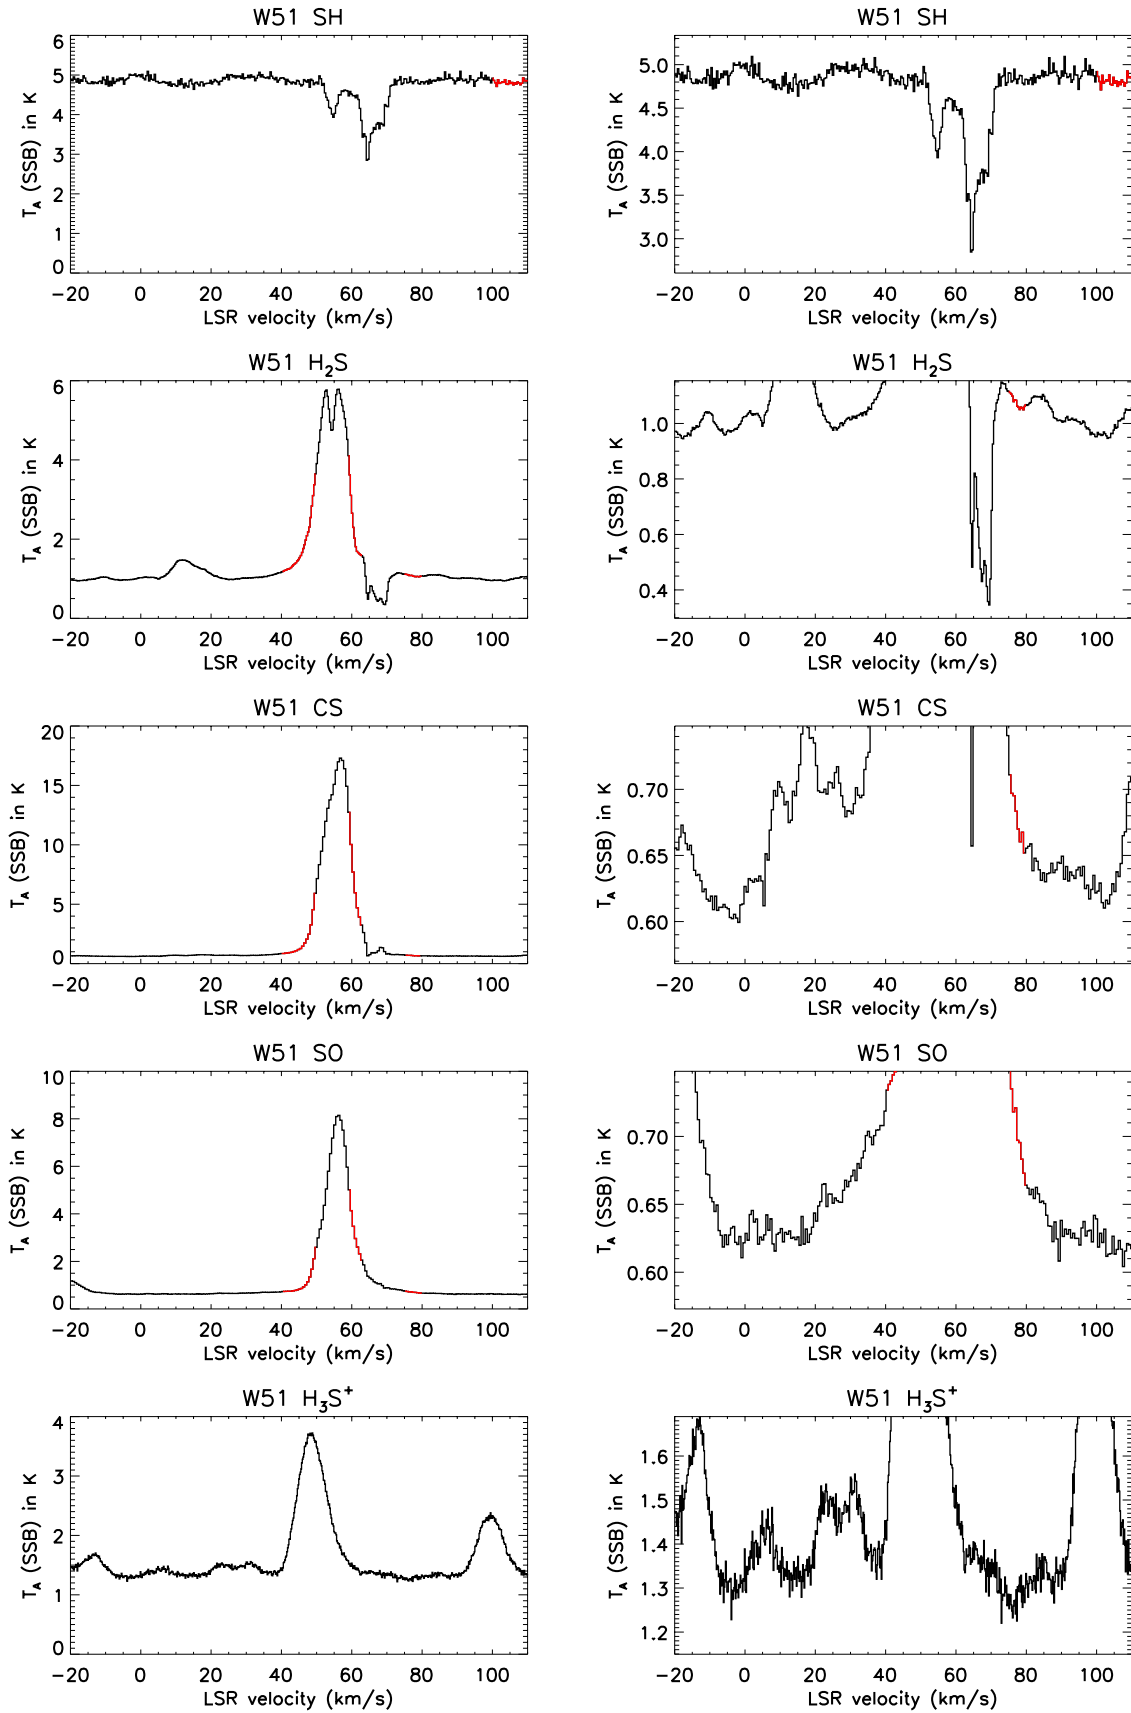 W51 SH
W51 SH
6
5
4
3
2
1
0
T_A (SSB) in K
−20 0 20 40 60 80 100
LSR velocity (km/s)
5.0
4.5
4.0
3.5
3.0
T_A (SSB) in K
−20 0 20 40 60 80 100
LSR velocity (km/s)
W51 H₂S
W51 H₂S
6
4
2
0
T_A (SSB) in K
−20 0 20 40 60 80 100
LSR velocity (km/s)
1.0
0.8
0.6
0.4
T_A (SSB) in K
−20 0 20 40 60 80 100
LSR velocity (km/s)
W51 CS
W51 CS
20
15
10
5
0
T_A (SSB) in K
−20 0 20 40 60 80 100
LSR velocity (km/s)
0.70
0.65
0.60
T_A (SSB) in K
−20 0 20 40 60 80 100
LSR velocity (km/s)
W51 SO
W51 SO
10
8
6
4
2
0
T_A (SSB) in K
−20 0 20 40 60 80 100
LSR velocity (km/s)
0.70
0.65
0.60
T_A (SSB) in K
−20 0 20 40 60 80 100
LSR velocity (km/s)
W51 H₃S⁺
W51 H₃S⁺
4
3
2
1
0
T_A (SSB) in K
−20 0 20 40 60 80 100
LSR velocity (km/s)
1.6
1.5
1.4
1.3
1.2
T_A (SSB) in K
−20 0 20 40 60 80 100
LSR velocity (km/s)